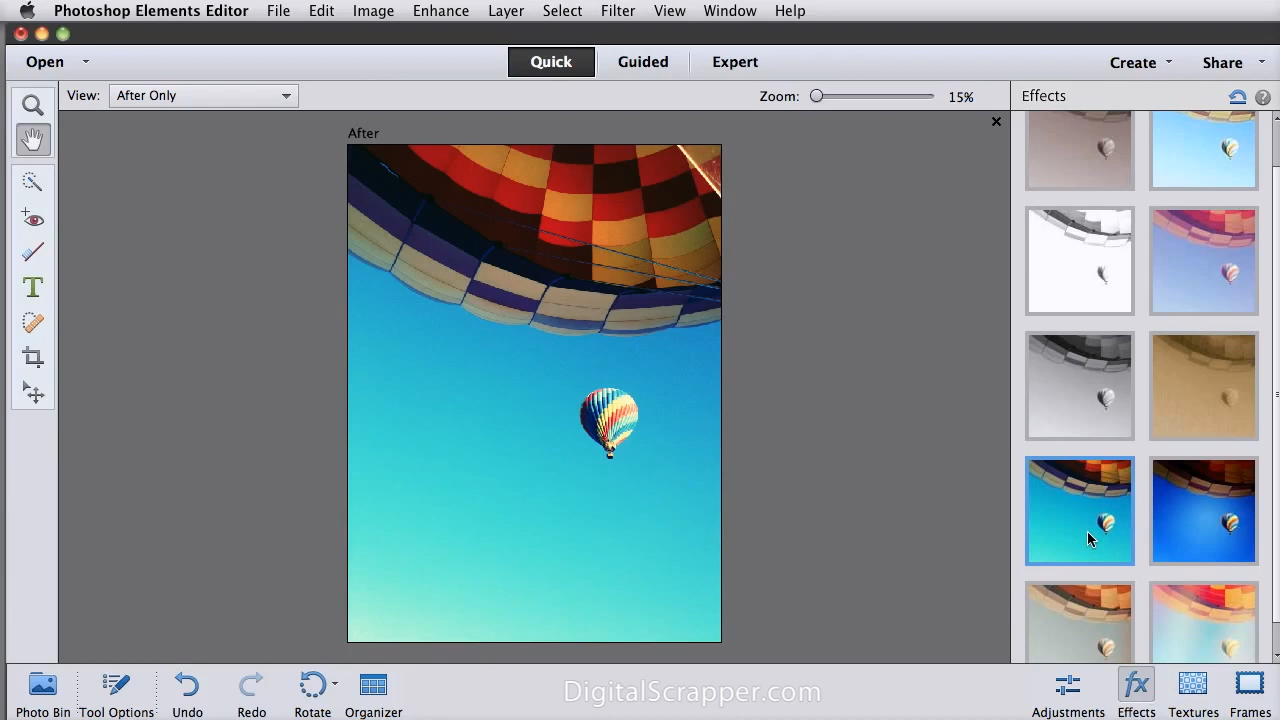 Photoshop Elements Editor File Edit Image Enhance Layer Select Filter View Window Help
Open Quick Guided Expert Create Share
View: After Only Zoom: 15% Effects
After
T
Photo Bin Tool Options Undo Redo Rotate Organizer DigitalScrapper.com Adjustments fx Effects Textures Frames